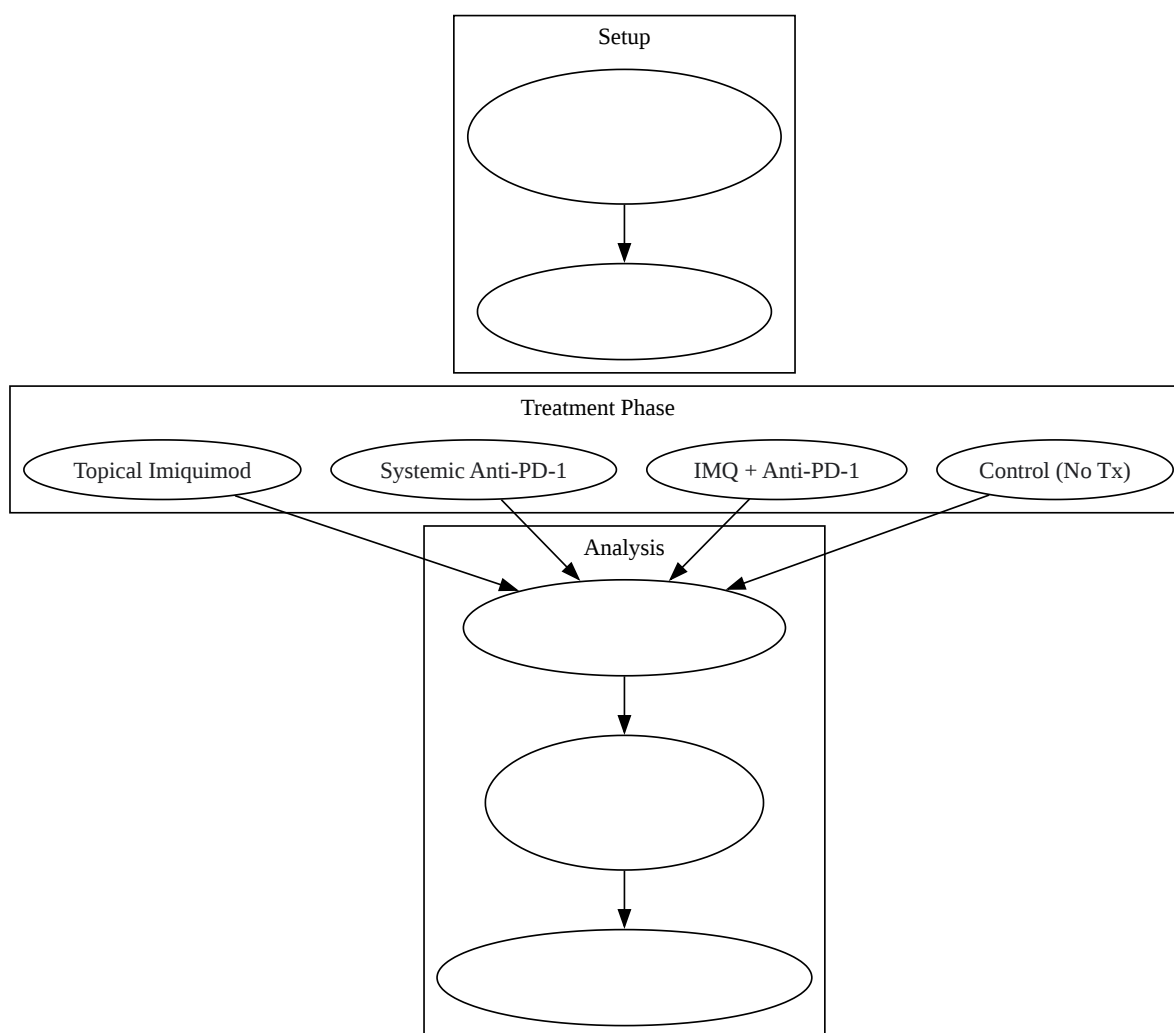 Setup
Treatment Phase
Topical Imiquimod
Systemic Anti-PD-1
IMQ + Anti-PD-1
Control (No Tx)
Analysis